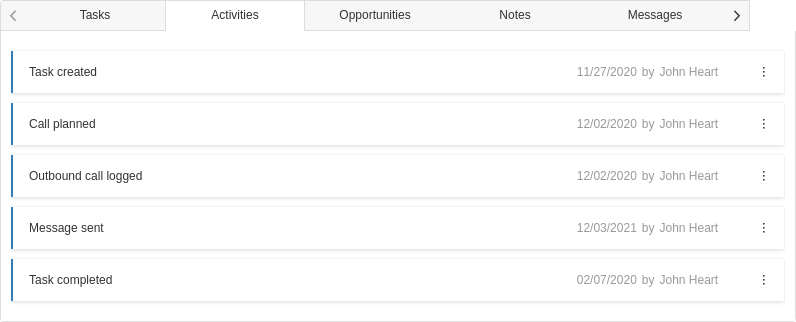 Tasks Activities Opportunities Notes Messages
Task created 11/27/2020 by John Heart
Call planned 12/02/2020 by John Heart
Outbound call logged 12/02/2020 by John Heart
Message sent 12/03/2021 by John Heart
Task completed 02/07/2020 by John Heart